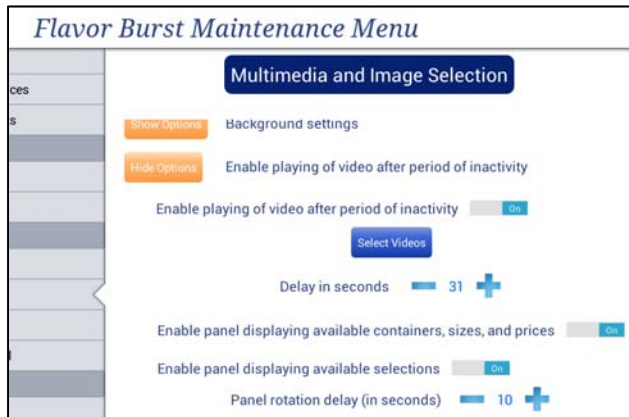 Flavor Burst Maintenance Menu
Multimedia and Image Selection
ces
s
Show Options Background settings
Hide Options Enable playing of video after period of inactivity
Enable playing of video after period of inactivity On
Select Videos
Delay in seconds 31
Enable panel displaying available containers, sizes, and prices On
Enable panel displaying available selections On
Panel rotation delay (in seconds) 10